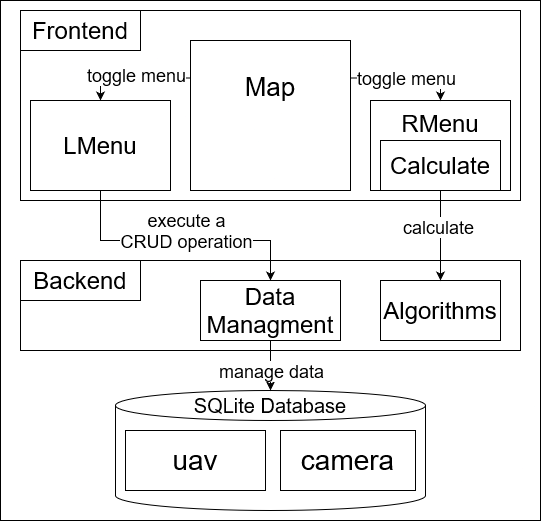 Frontend
toggle menu
Map
toggle menu
LMenu
RMenu
Calculate
execute a
CRUD operation
calculate
Backend
Data
Managment
Algorithms
manage data
SQLite Database
uav
camera